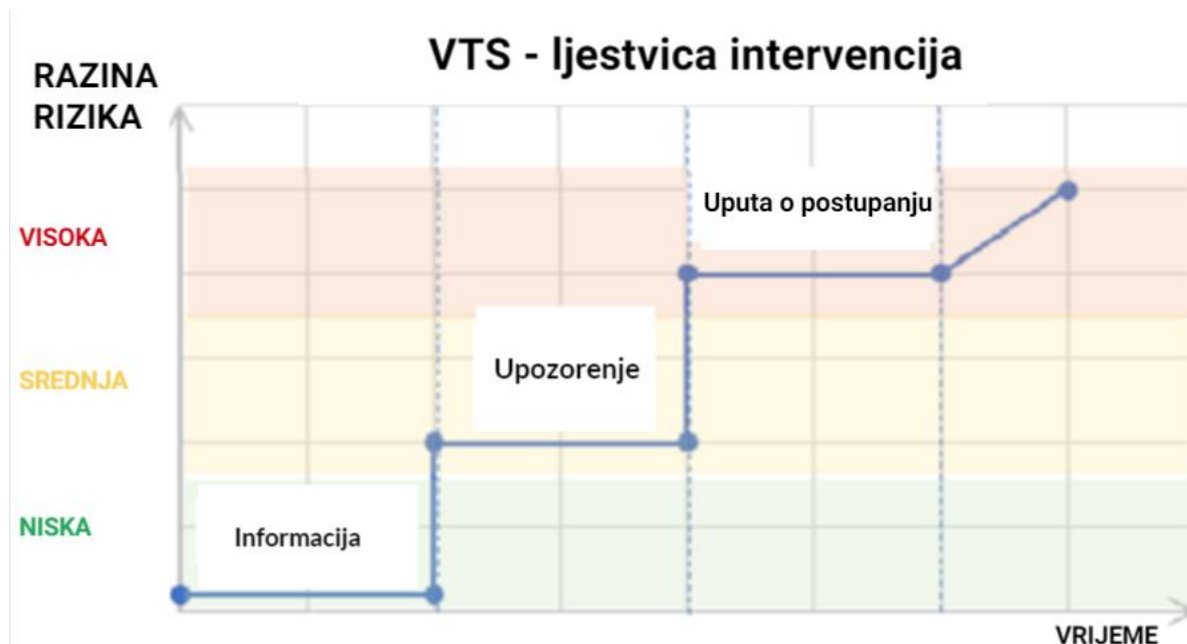 VTS - ljestvica intervencija
RAZINA
RIZIKA
Uputa o postupanju
VISOKA
Upozorenje
SREDNJA
NISKA
Informacija
VRIJEME